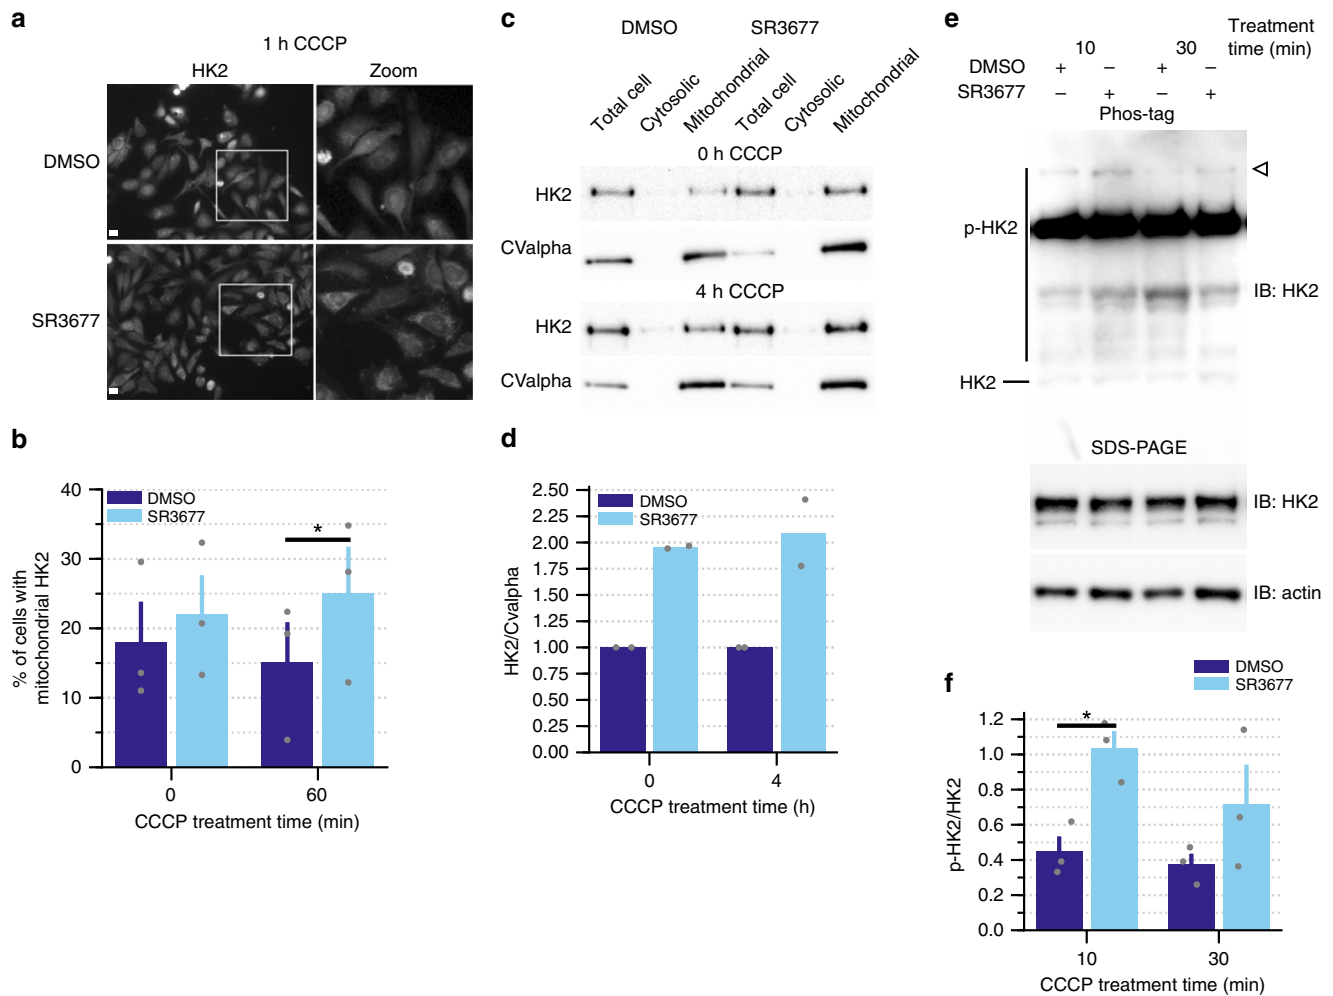 a
1 h CCCP
HK2 Zoom
DMSO
SR3677
b
40
30
20
10
0
% of cells with
mitochondrial HK2
DMSO
SR3677
*
0 60
CCCP treatment time (min)
c
DMSO SR3677
Total cell Cytosolic Mitochondrial Total cell Cytosolic Mitochondrial
0 h CCCP
HK2
CValpha
4 h CCCP
HK2
CValpha
d
2.50
2.25
2.00
1.75
1.50
1.25
1.00
0.75
0.50
0.25
0.00
HK2/Cvalpha
DMSO
SR3677
0 4
CCCP treatment time (h)
e
Treatment
10 30 time (min)
DMSO + – + –
SR3677 – + – +
Phos-tag
p-HK2
IB: HK2
HK2
SDS-PAGE
IB: HK2
IB: actin
f
DMSO
SR3677
1.2
1.0
0.8
0.6
0.4
0.2
0.0
p-HK2/HK2
*
10 30
CCCP treatment time (min)